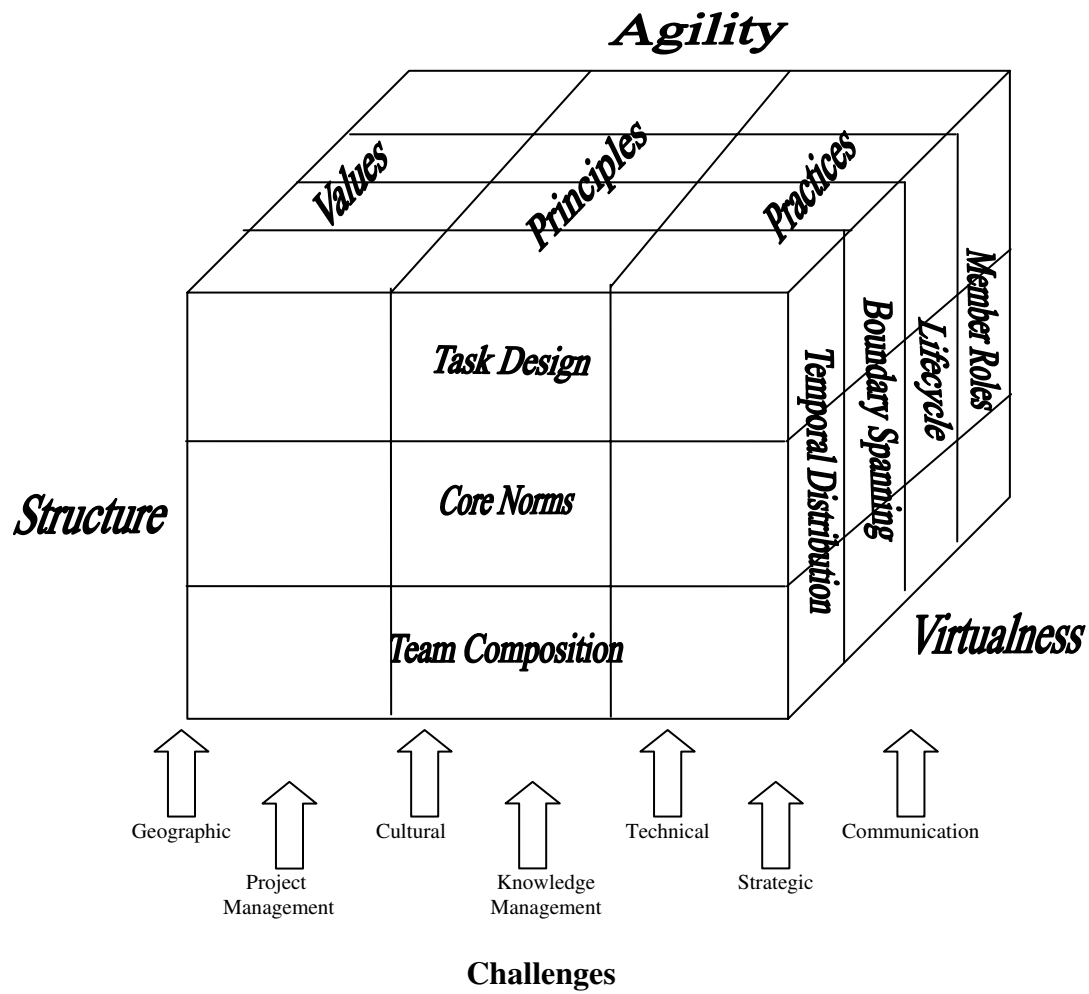 Agility
Values
Principles
Practices
Task Design
Core Norms
Team Composition
Structure
Temporal Distribution
Boundary Spanning
Lifecycle
Member Roles
Virtualness
Geographic
Cultural
Technical
Communication
Project
Management
Knowledge
Management
Strategic
Challenges